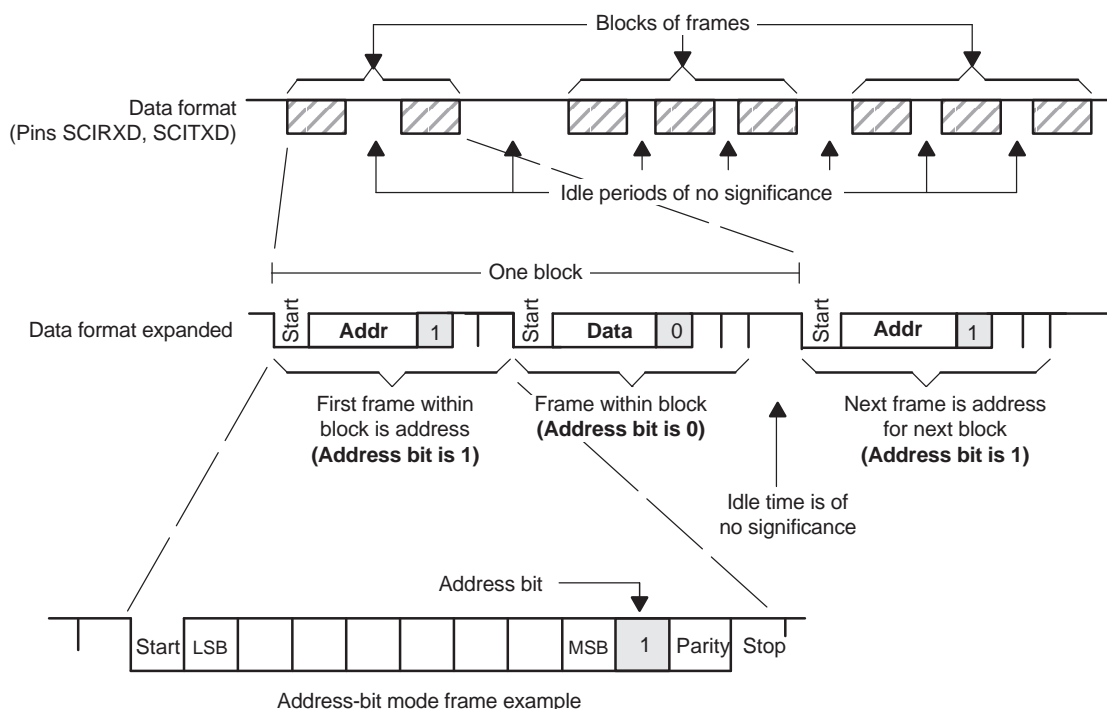 Blocks of frames
Data format
(Pins SCIRXD, SCITXD)
Idle periods of no significance
One block
Data format expanded
Start
Addr
1
Start
Data
0
Start
Addr
1
First frame within
block is address
(Address bit is 1)
Frame within block
(Address bit is 0)
Next frame is address
for next block
(Address bit is 1)
Idle time is of
no significance
Address bit
Start
LSB
MSB
1
Parity
Stop
Address-bit mode frame example